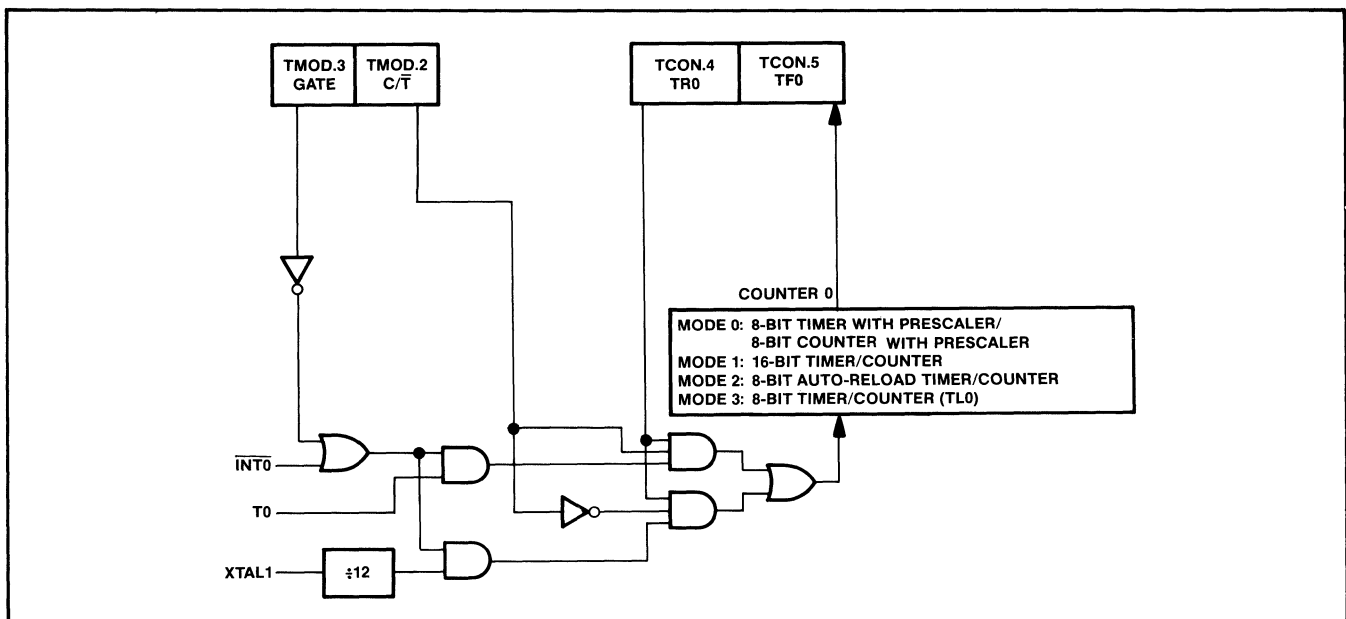 TMOD.3 TMOD.2
GATE C/T̅
TCON.4 TCON.5
TR0 TF0
COUNTER 0
MODE 0: 8-BIT TIMER WITH PRESCALER/
8-BIT COUNTER WITH PRESCALER
MODE 1: 16-BIT TIMER/COUNTER
MODE 2: 8-BIT AUTO-RELOAD TIMER/COUNTER
MODE 3: 8-BIT TIMER/COUNTER (TL0)
I̅N̅T̅0̅
T0
XTAL1
÷12